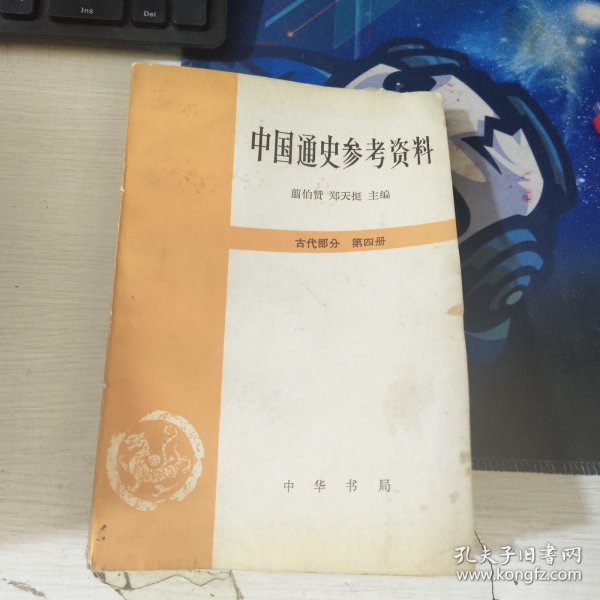 Ins
Del
中国通史参考资料
翦伯赞 郑天挺 主编
古代部分 第四册
中华书局
孔夫子旧书网
www.kongfz.com